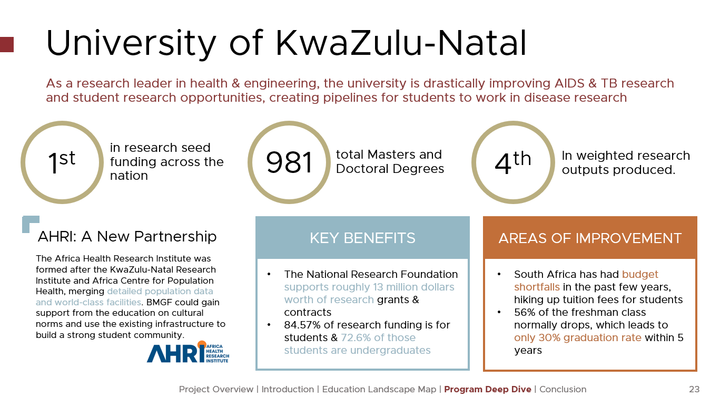 University of KwaZulu-Natal
As a research leader in health & engineering, the university is drastically improving AIDS & TB research
and student research opportunities, creating pipelines for students to work in disease research
1st
in research seed
funding across the
nation
981
total Masters and
Doctoral Degrees
4th
In weighted research
outputs produced.
AHRI: A New Partnership
The Africa Health Research Institute was
formed after the KwaZulu-Natal Research
Institute and Africa Centre for Population
Health, merging detailed population data
and world-class facilities. BMGF could gain
support from the education on cultural
norms and use the existing infrastructure to
build a strong student community.
AHRI
AFRICA
HEALTH
RESEARCH
INSTITUTE
KEY BENEFITS
• The National Research Foundation
supports roughly 13 million dollars
worth of research grants &
contracts
• 84.57% of research funding is for
students & 72.6% of those
students are undergraduates
AREAS OF IMPROVEMENT
• South Africa has had budget
shortfalls in the past few years,
hiking up tuition fees for students
• 56% of the freshman class
normally drops, which leads to
only 30% graduation rate within 5
years
Project Overview | Introduction | Education Landscape Map | Program Deep Dive | Conclusion
23